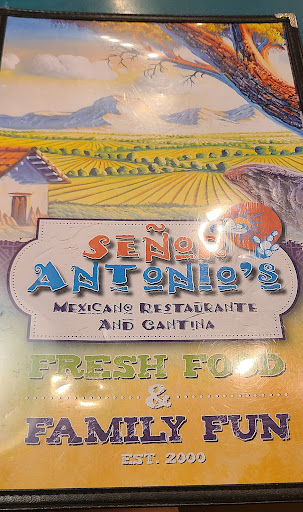 SEÑOR
ANTONIO'S
MEXICANO RESTAURANTE
AND CANTINA
FRESH FOOD
&
FAMILY FUN
EST. 2000